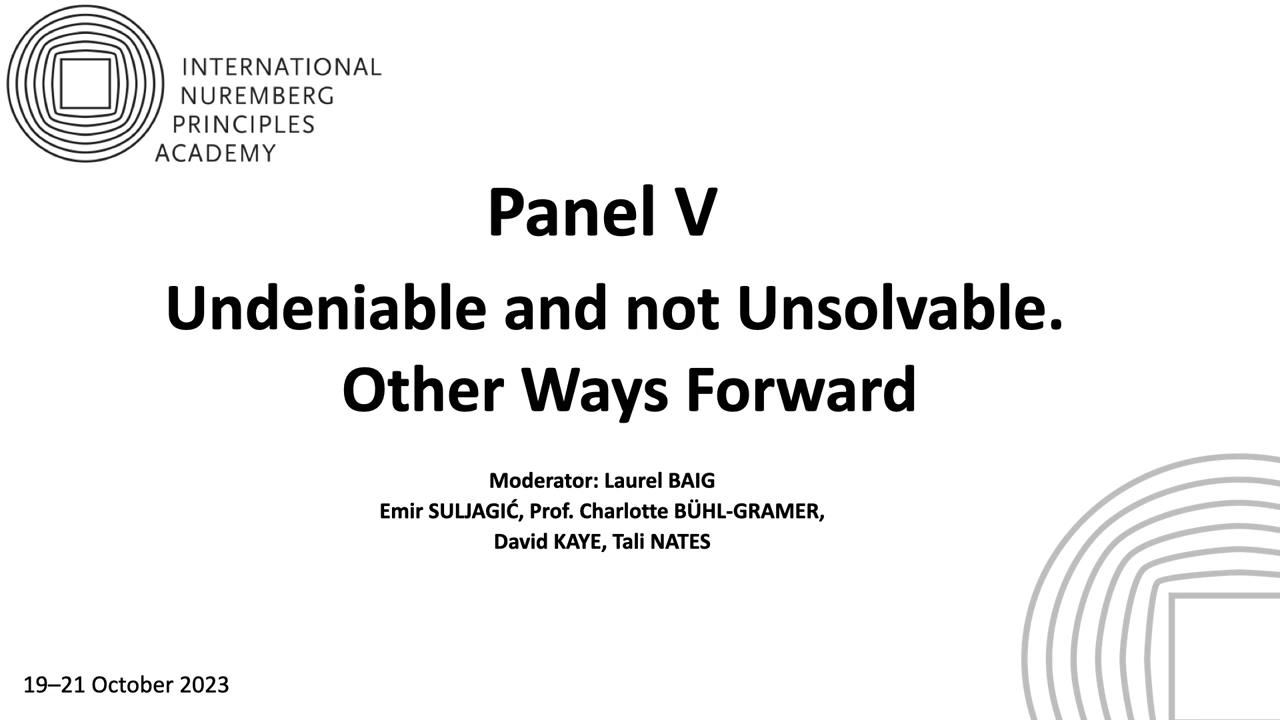 INTERNATIONAL
NUREMBERG
PRINCIPLES
ACADEMY
Panel V
Undeniable and not Unsolvable.
Other Ways Forward
Moderator: Laurel BAIG
Emir SULJAGIĆ, Prof. Charlotte BÜHL-GRAMER,
David KAYE, Tali NATES
19–21 October 2023